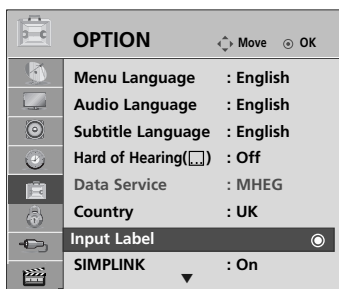 OPTION Move OK
Menu Language : English
Audio Language : English
Subtitle Language : English
Hard of Hearing( ) : Off
Data Service : MHEG
Country : UK
Input Label
SIMPLINK : On